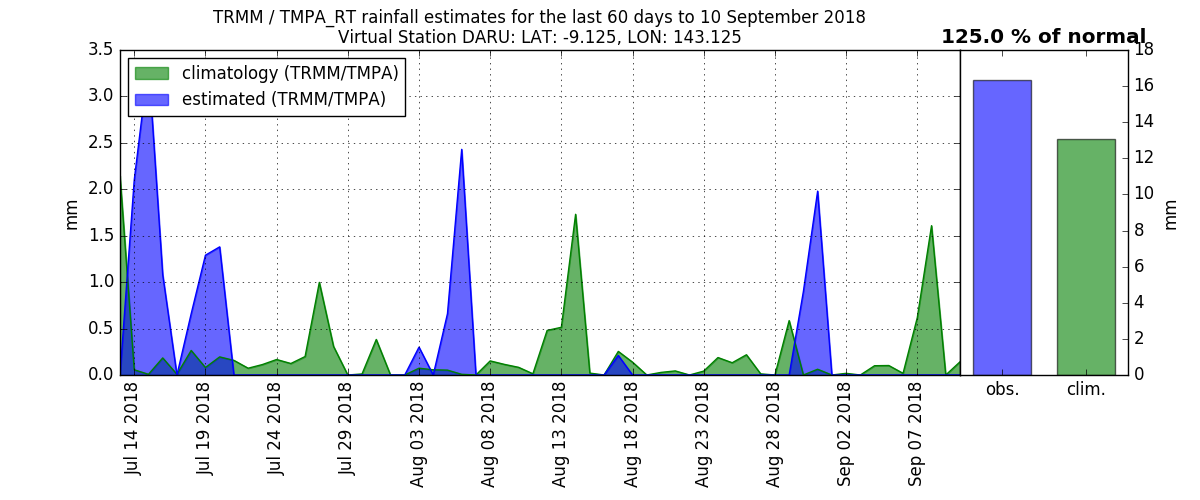 TRMM / TMPA_RT rainfall estimates for the last 60 days to 10 September 2018
Virtual Station DARU: LAT: -9.125, LON: 143.125
125.0 % of normal
climatology (TRMM/TMPA)
estimated (TRMM/TMPA)
mm
3.5
3.0
2.5
2.0
1.5
1.0
0.5
0.0
Jul 14 2018
Jul 19 2018
Jul 24 2018
Jul 29 2018
Aug 03 2018
Aug 08 2018
Aug 13 2018
Aug 18 2018
Aug 23 2018
Aug 28 2018
Sep 02 2018
Sep 07 2018
18
16
14
12
10
8
6
4
2
0
mm
obs.
clim.